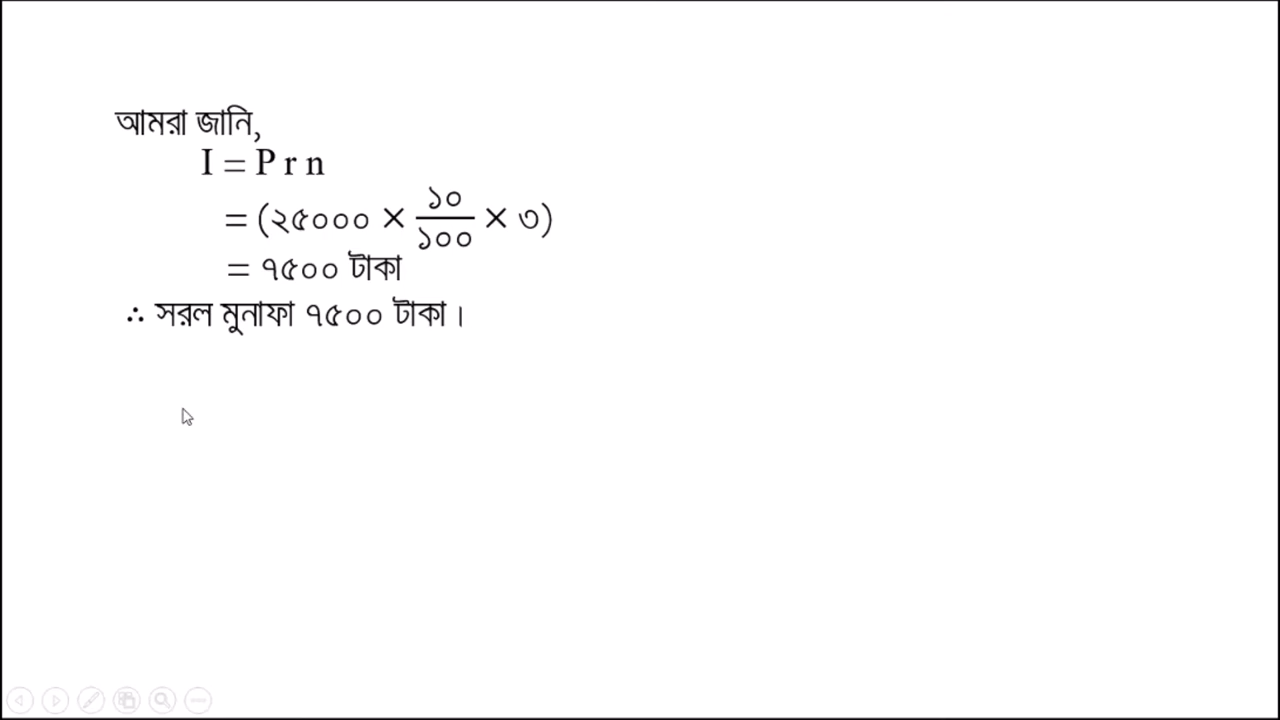 আমরা জানি,
I = P r n
= (২৫০০০ × ১০/১০০ × ৩)
= ৭৫০০ টাকা
∴ সরল মুনাফা ৭৫০০ টাকা।